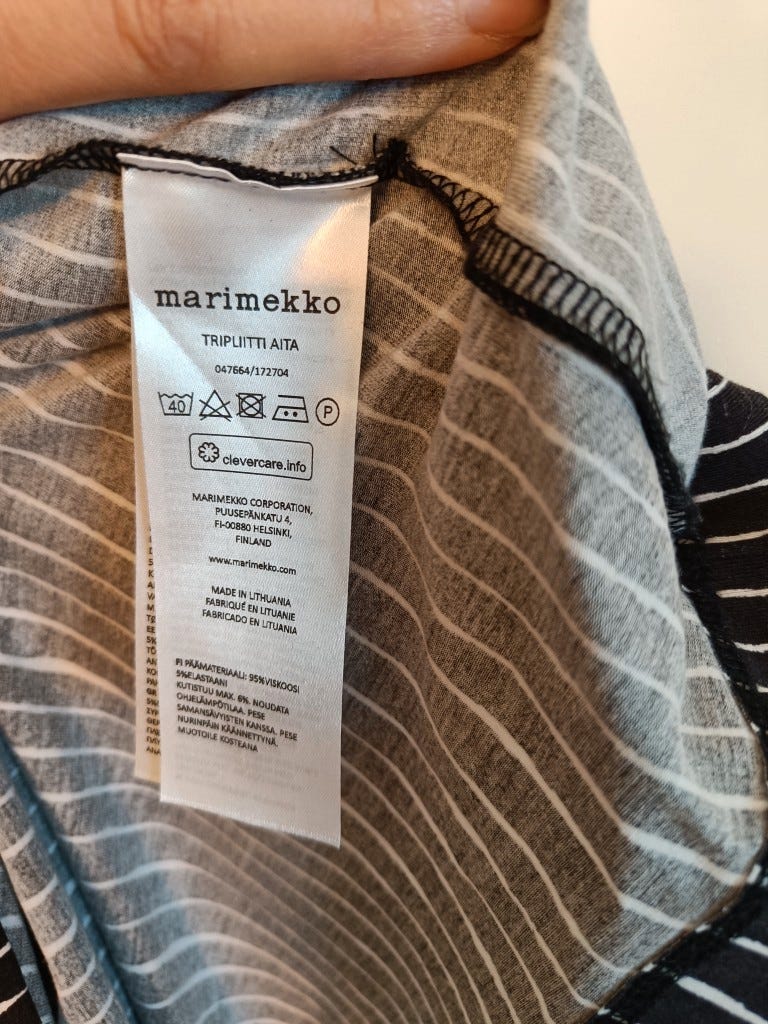 marimekko
TRIPLIITTI AITA
047664/172704
40 P
clevercare.info
MARIMEKKO CORPORATION,
PUUSEPÄNKATU 4,
FI-00880 HELSINKI,
FINLAND
www.marimekko.com
MADE IN LITHUANIA
FABRIQUÉ EN LITUANIE
FABRICADO EN LITUANIA
FI PÄÄMATERIAALI: 95%VISKOOSI
5%ELASTAANI
KUTISTUU MAX. 6%. NOUDATA
OHJELÄMPÖTILAA. PESE
SAMANSÄVYISTEN KANSSA. PESE
NURINPÄIN KÄÄNNETTYNÄ.
MUOTOILE KOSTEANA